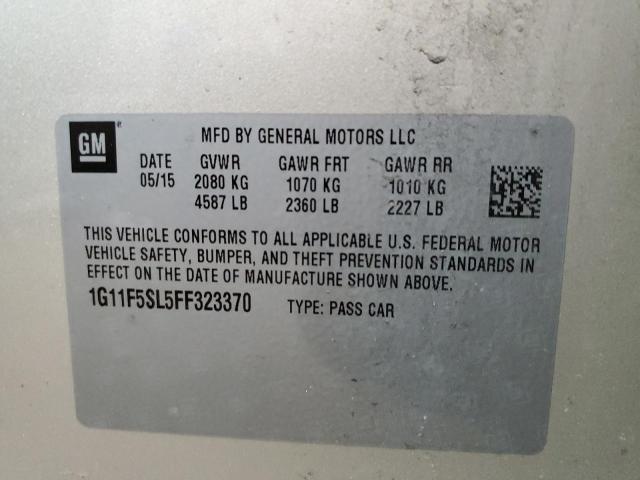 GM
MFD BY GENERAL MOTORS LLC
DATE GVWR GAWR FRT GAWR RR
05/15 2080 KG 1070 KG 1010 KG
4587 LB 2360 LB 2227 LB
THIS VEHICLE CONFORMS TO ALL APPLICABLE U.S. FEDERAL MOTOR
VEHICLE SAFETY, BUMPER, AND THEFT PREVENTION STANDARDS IN
EFFECT ON THE DATE OF MANUFACTURE SHOWN ABOVE.
1G11F5SL5FF323370 TYPE: PASS CAR